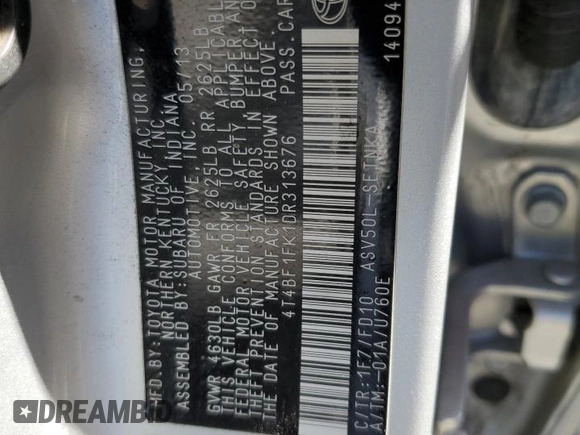 MFD.BY: TOYOTA MOTOR MANUFACTURING,
NORTHERN KENTUCKY INC.
ASSEMBLED BY:SUBARU OF INDIANA
AUTOMOTIVE, INC. 05/13
GVWR 4630LB GAWR FR 2625LB RR 2625LB
THIS VEHICLE CONFORMS TO ALL APPLICABLE
FEDERAL MOTOR VEHICLE SAFETY, BUMPER, AN
THEFT PREVENTION STANDARDS IN EFFECT
THE DATE OF MANUFACTURE SHOWN ABOVE.
4T4BF1FK1DR313676 PASS. CAR
C/TR:1F7/FD10 ASV50L-SETNKA
A/TM:-01A/U760E 14094
DREAMBID